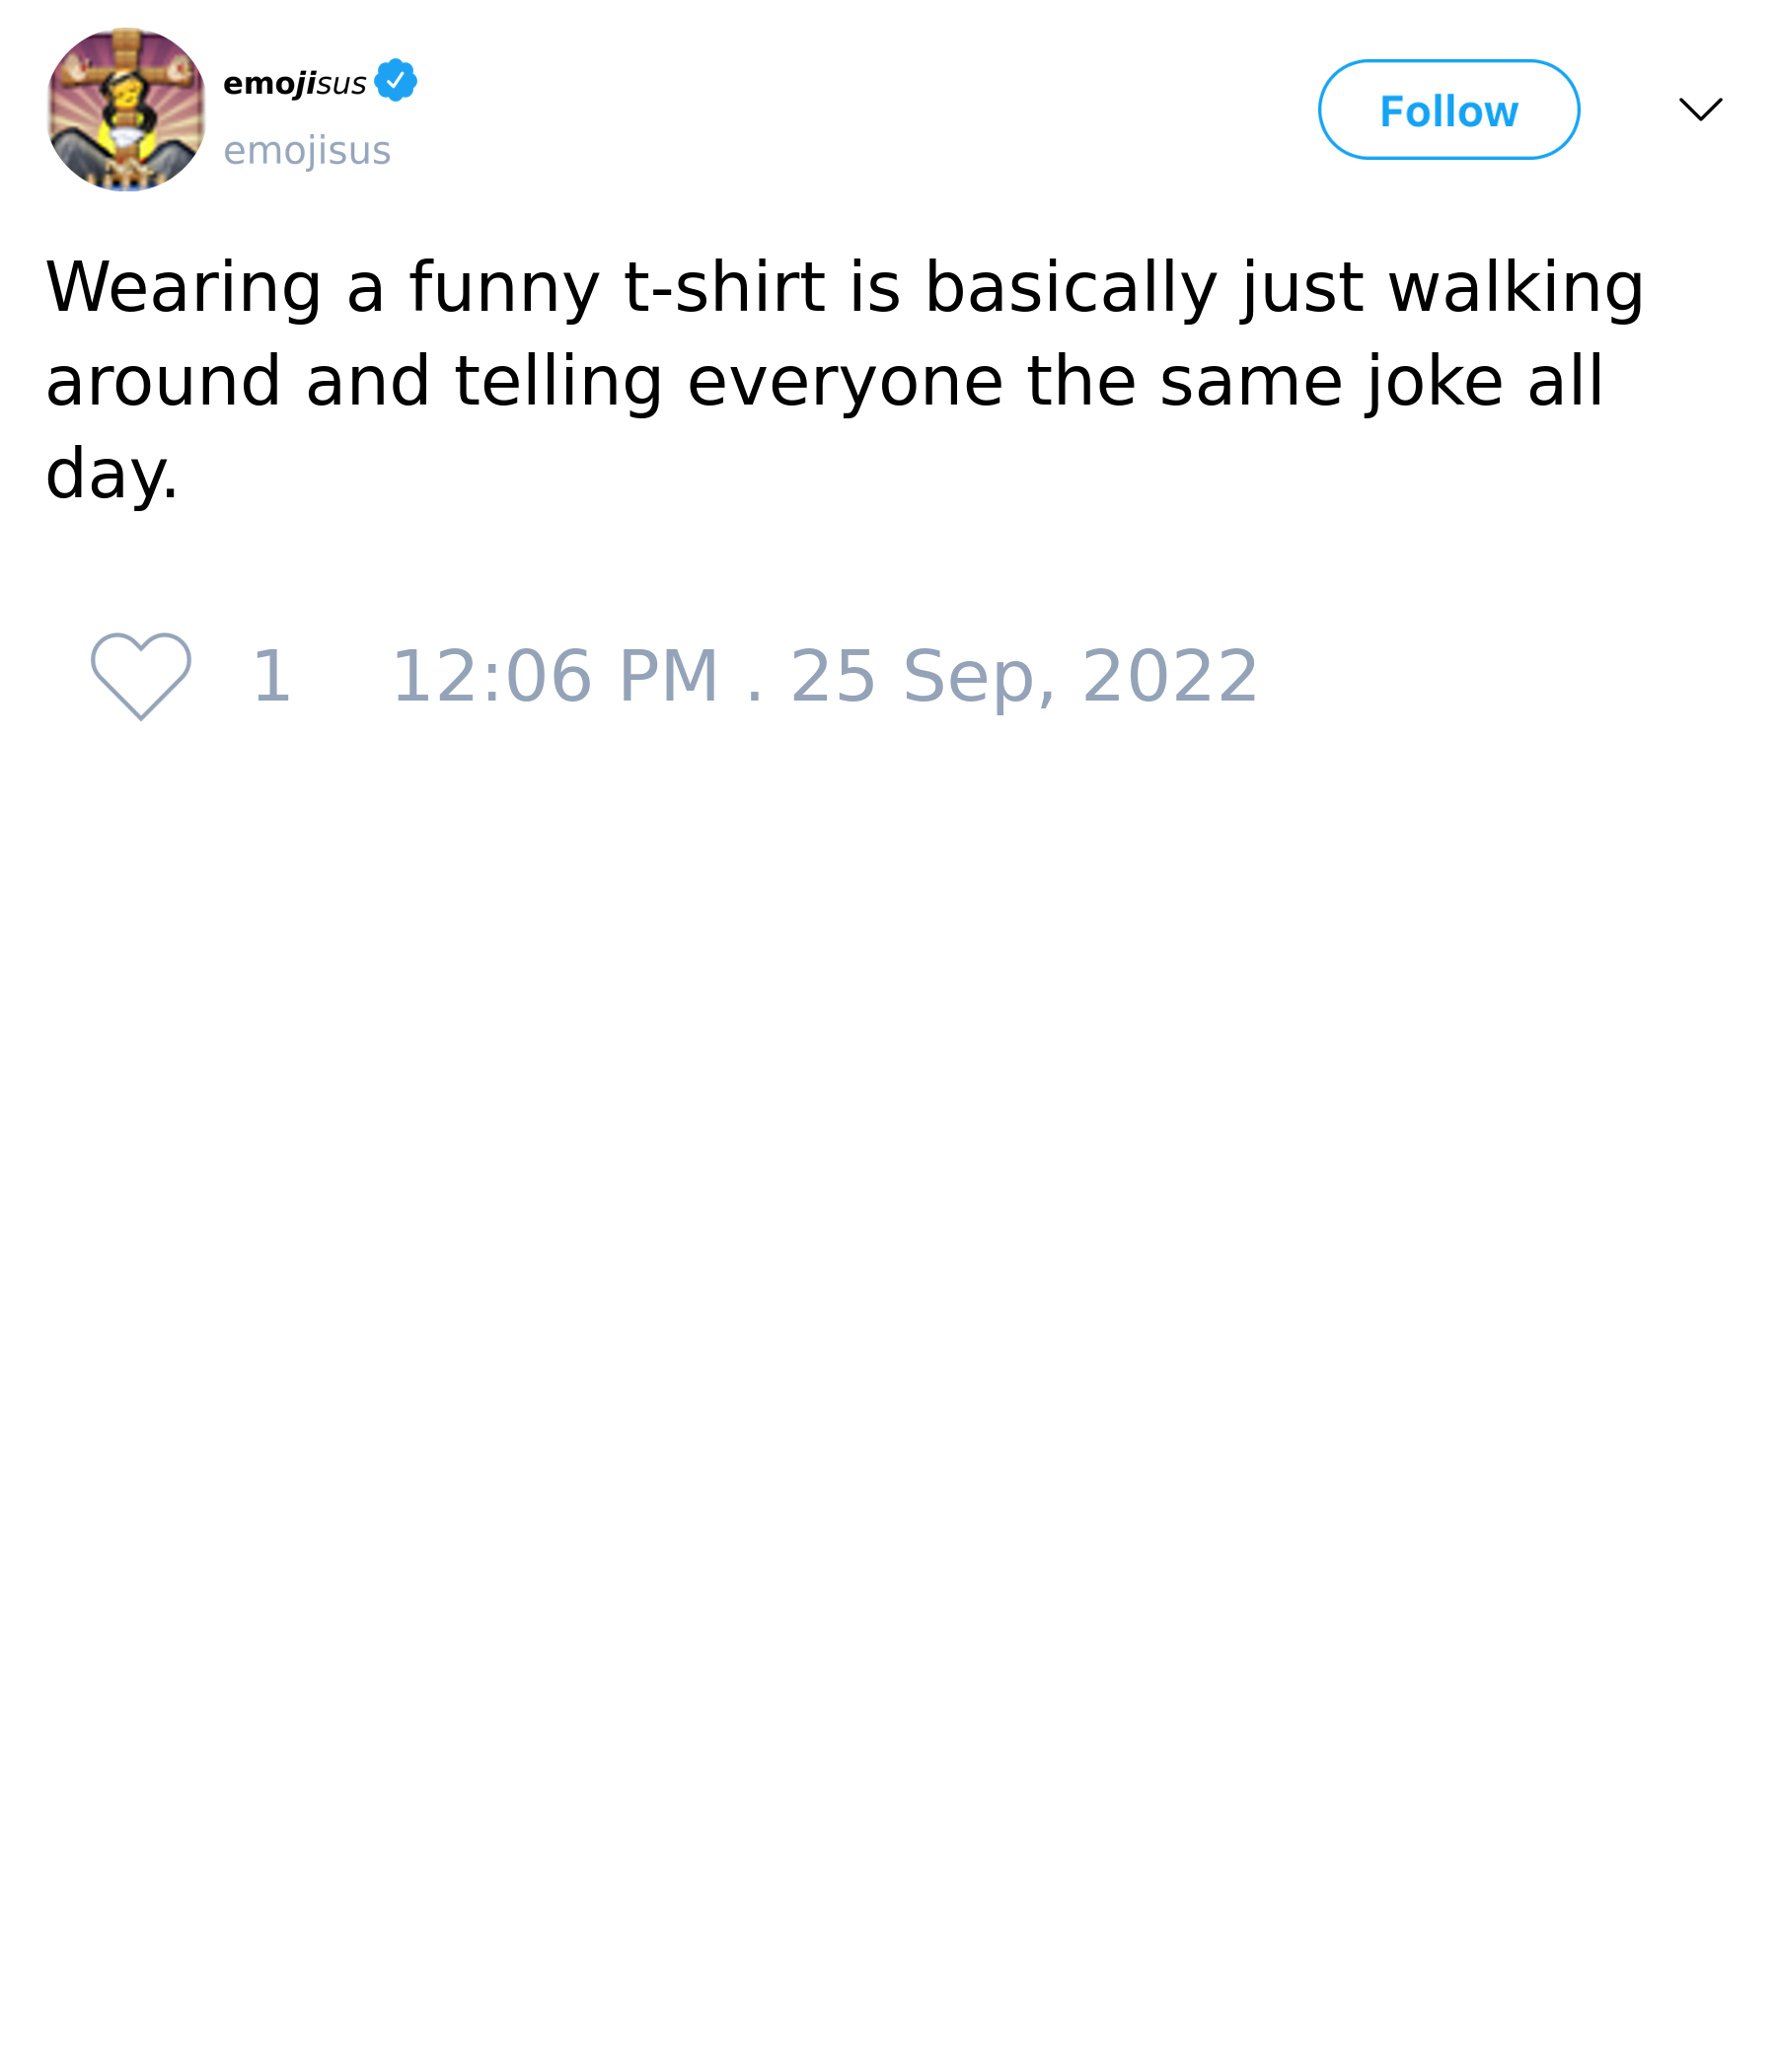 emojisus
emojisus
Follow
Wearing a funny t-shirt is basically just walking
around and telling everyone the same joke all
day.
1 12:06 PM . 25 Sep, 2022